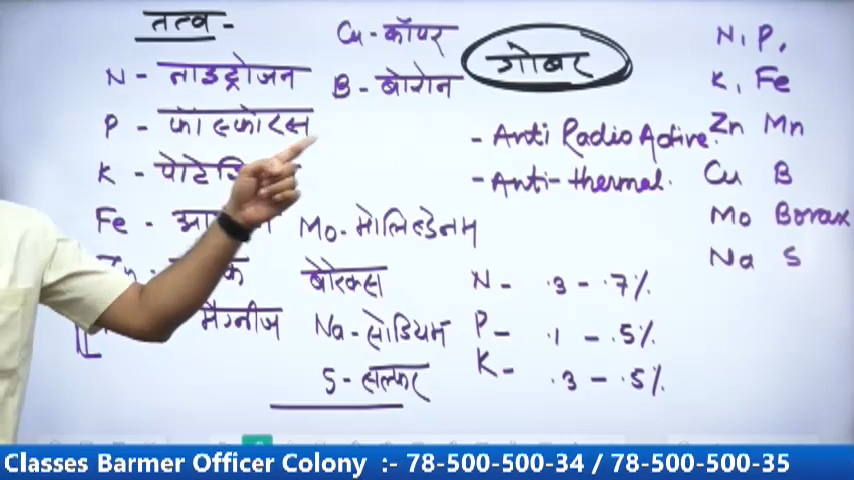 तत्व -
N - नाइट्रोजन
P - फॉस्फोरस
K - 
Fe - 
मैग्नीज
Cu - कॉपर
B - बोरोन
Mo - मोलिब्डेनम
बोरेक्स
Na - सोडियम
S - सल्फर
गोबर
- Anti Radio Active.
- Anti-thermal.
N - .3 - .7%
P - .1 - .5%
K - .3 - .5%
N, P,
K, Fe
Zn Mn
Cu B
Mo Borax
Na S
Classes Barmer Officer Colony :- 78-500-500-34 / 78-500-500-35